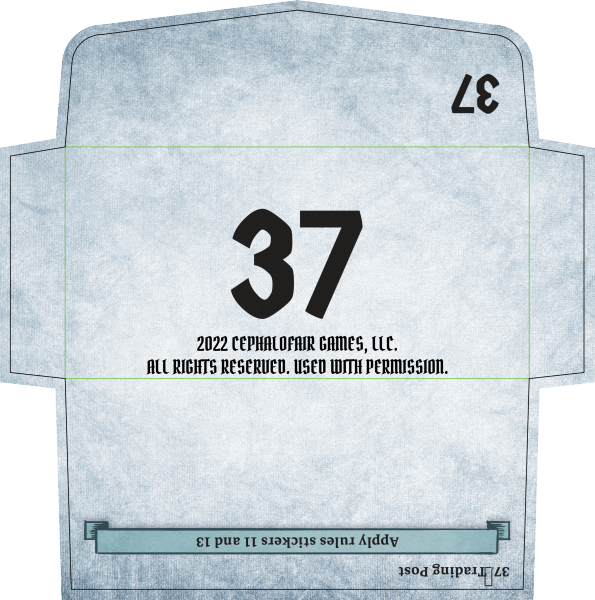 37
37
2022 CEPHALOFAIR GAMES, LLC.
ALL RIGHTS RESERVED. USED WITH PERMISSION.
Apply rules stickers 11 and 13
37 Trading Post